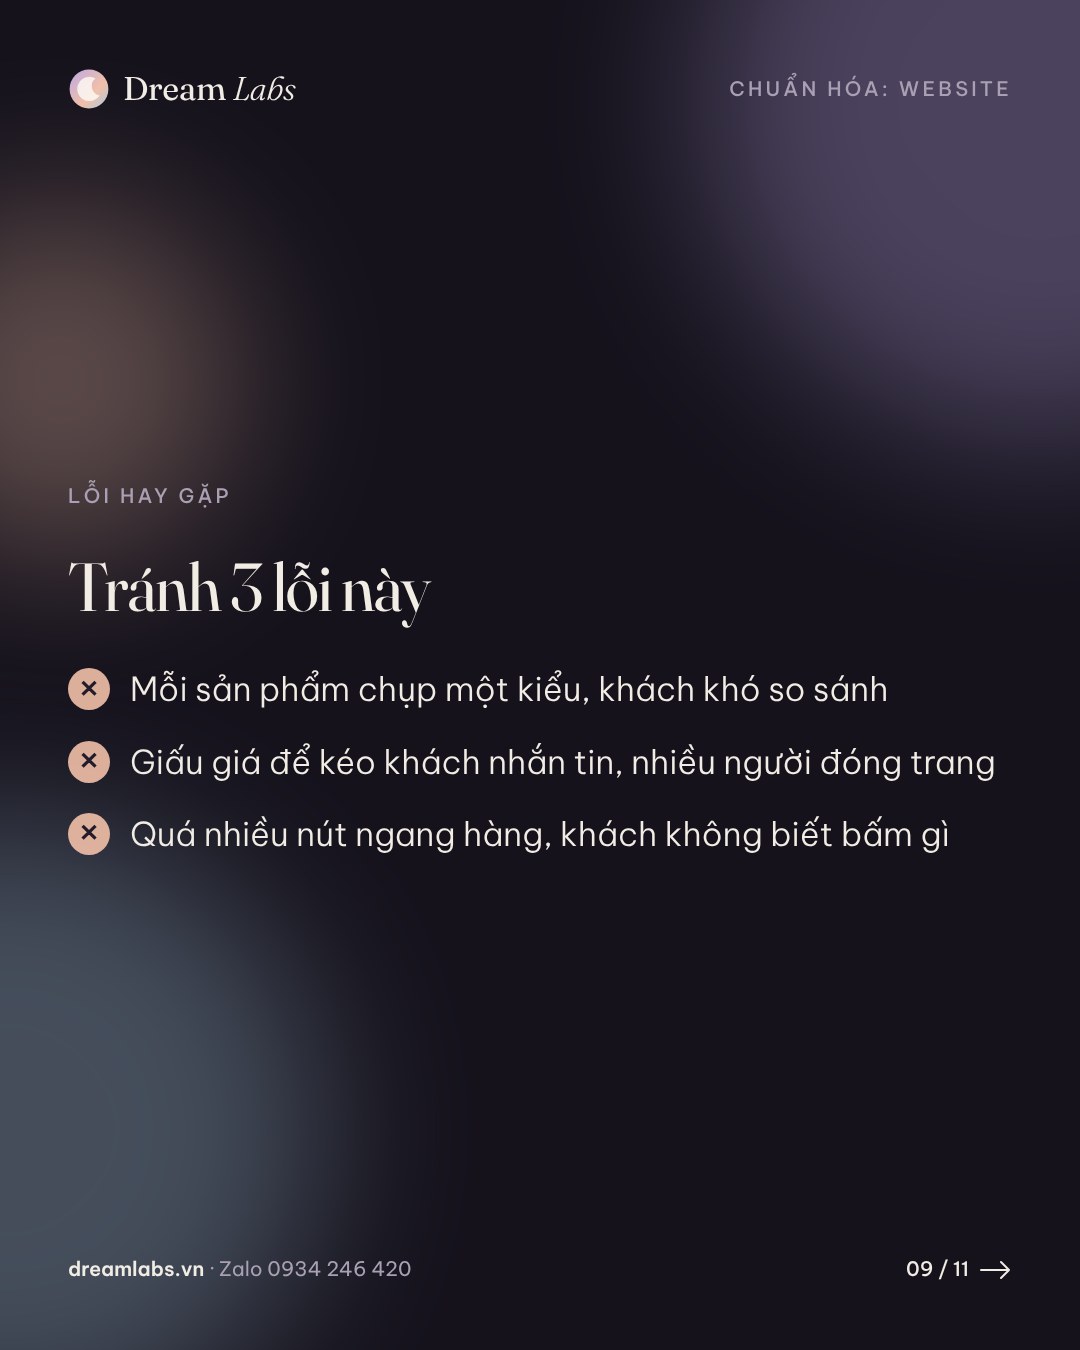 Dream Labs
CHUẨN HÓA: WEBSITE
LỖI HAY GẶP
Tránh 3 lỗi này
Mỗi sản phẩm chụp một kiểu, khách khó so sánh
Giấu giá để kéo khách nhắn tin, nhiều người đóng trang
Quá nhiều nút ngang hàng, khách không biết bấm gì
dreamlabs.vn · Zalo 0934 246 420
09 / 11